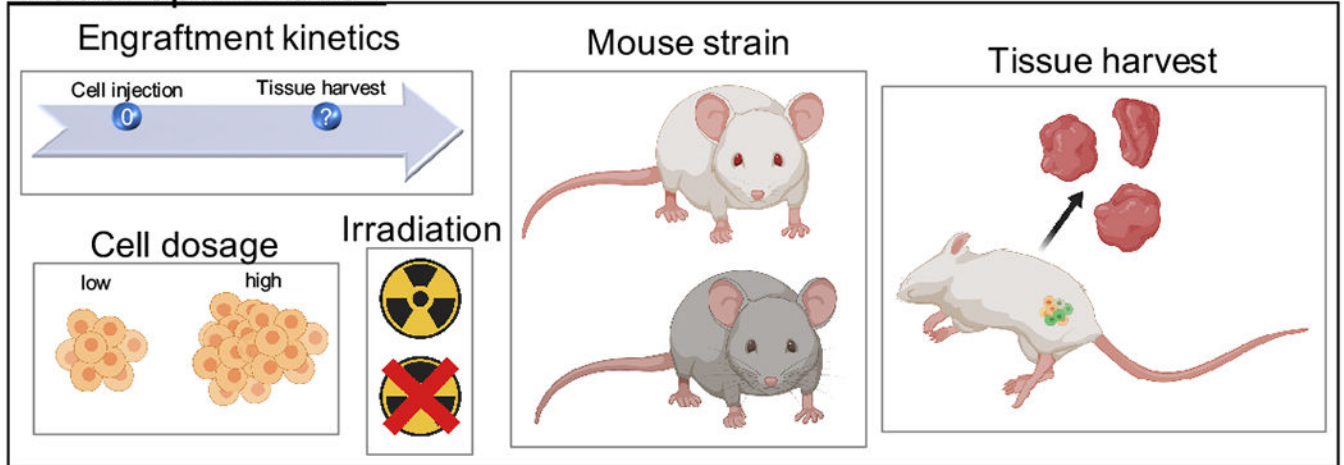 Engraftment kinetics
Cell injection
Tissue harvest
0
?
Cell dosage
low
high
Irradiation
Mouse strain
Tissue harvest